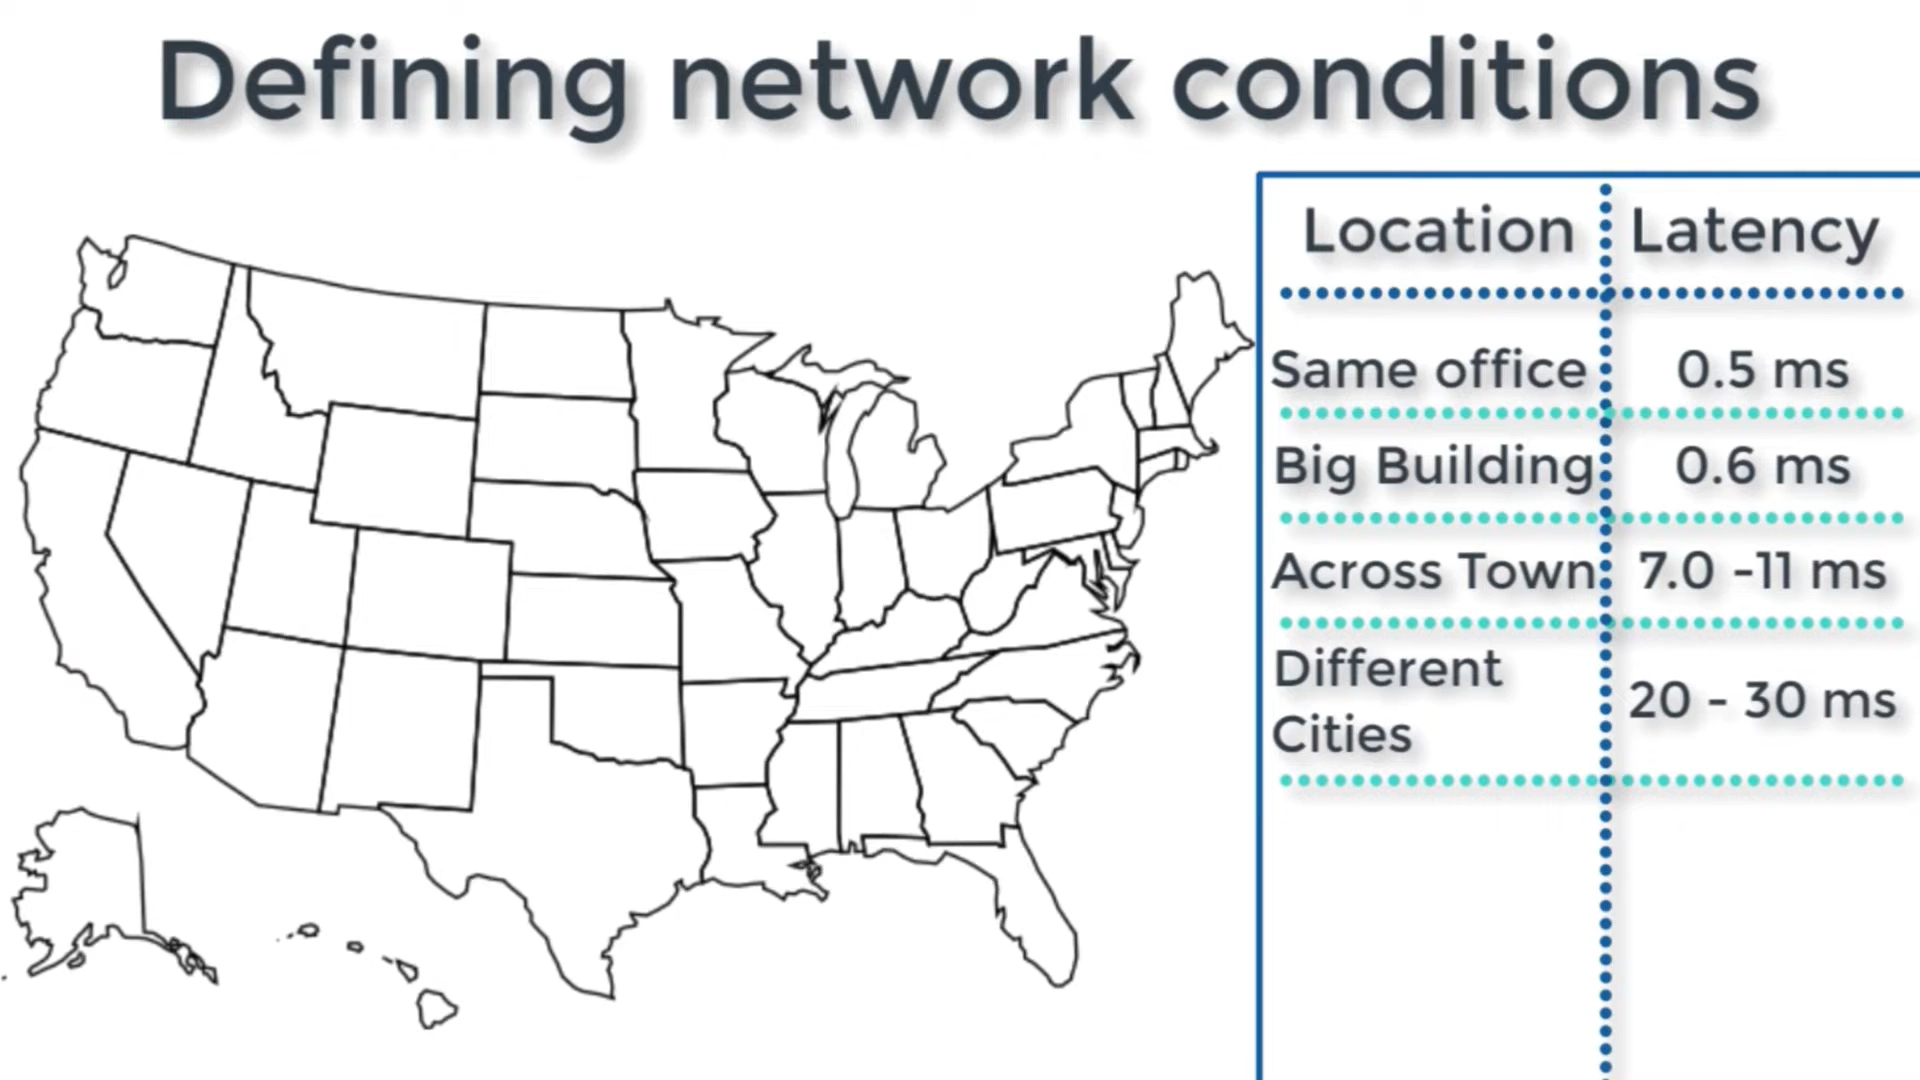 Defining network conditions
Location Latency
Same office 0.5 ms
Big Building 0.6 ms
Across Town 7.0 -11 ms
Different
Cities
20 - 30 ms